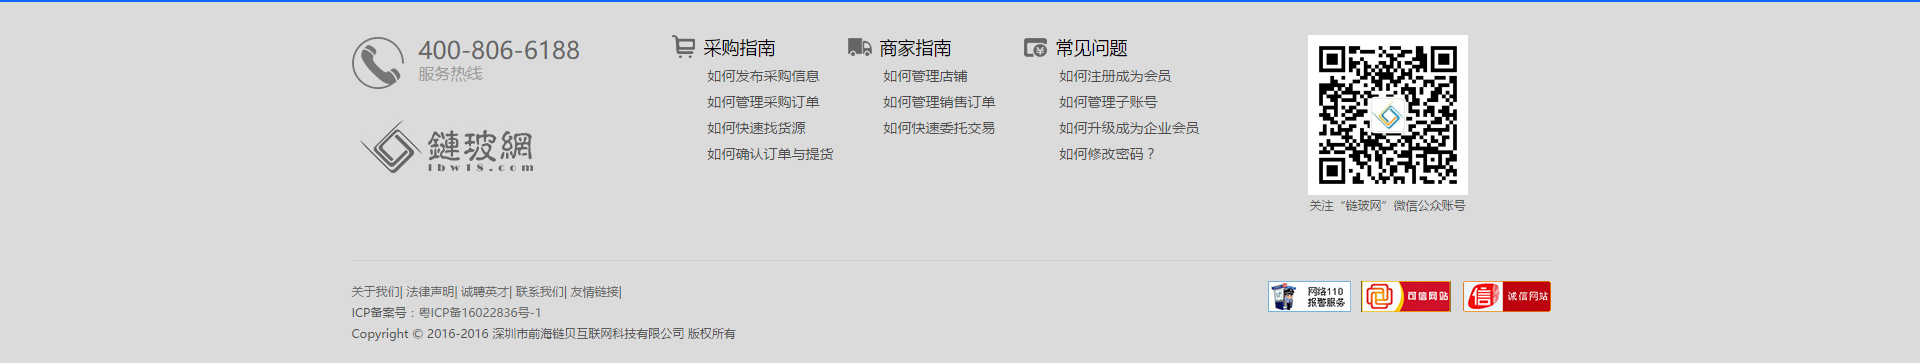 400-806-6188
服务热线
鏈玻網
lbw18.com
采购指南
如何发布采购信息
如何管理采购订单
如何快速找货源
如何确认订单与提货
商家指南
如何管理店铺
如何管理销售订单
如何快速委托交易
常见问题
如何注册成为会员
如何管理子账号
如何升级成为企业会员
如何修改密码？
关注“链玻网”微信公众账号
关于我们| 法律声明| 诚聘英才| 联系我们| 友情链接|
ICP备案号：粤ICP备16022836号-1
Copyright © 2016-2016 深圳市前海链贝互联网科技有限公司 版权所有
网络110
报警服务
可信网站
信
诚信网站